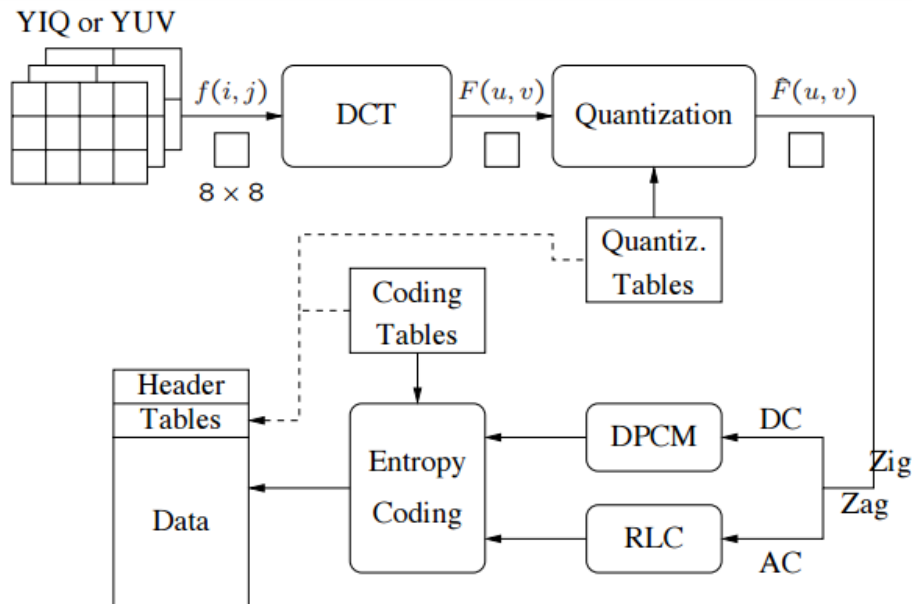 YIQ or YUV
f(i, j)
F(u, v)
F̂(u, v)
DCT
Quantization
8 × 8
Quantiz.
Tables
Coding
Tables
Header
Tables
Data
Entropy
Coding
DPCM
DC
Zig
Zag
RLC
AC